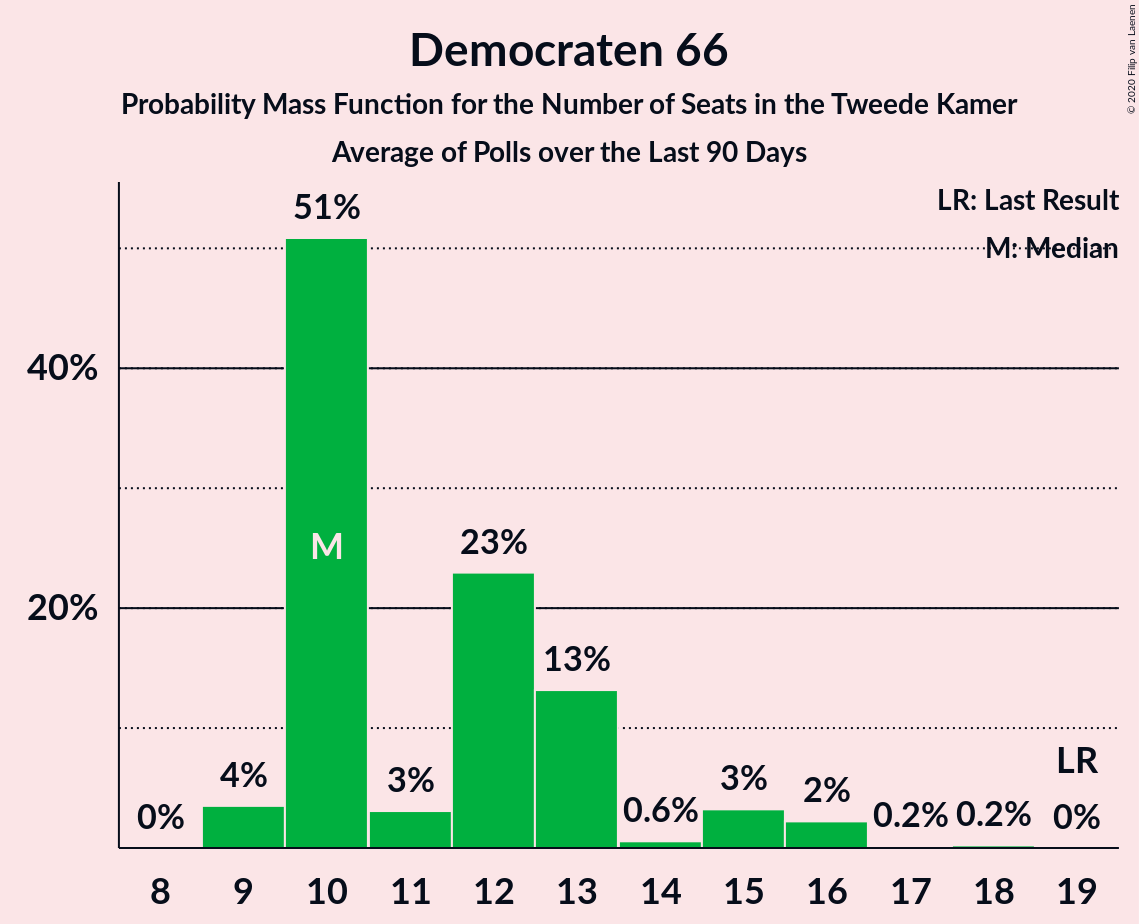 Democraten 66
Probability Mass Function for the Number of Seats in the Tweede Kamer
Average of Polls over the Last 90 Days
© 2020 Filip van Laenen
LR: Last Result
M: Median
51%
40%
M
23%
20%
13%
4%
3%
3%
2%
LR
0%
0.6%
0.2%
0.2%
0%
8 9 10 11 12 13 14 15 16 17 18 19